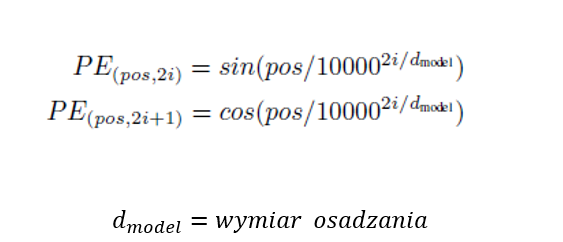 PE(pos,2i) = sin(pos/10000^2i/dmodel)
PE(pos,2i+1) = cos(pos/10000^2i/dmodel)
dmodel = wymiar osadzania